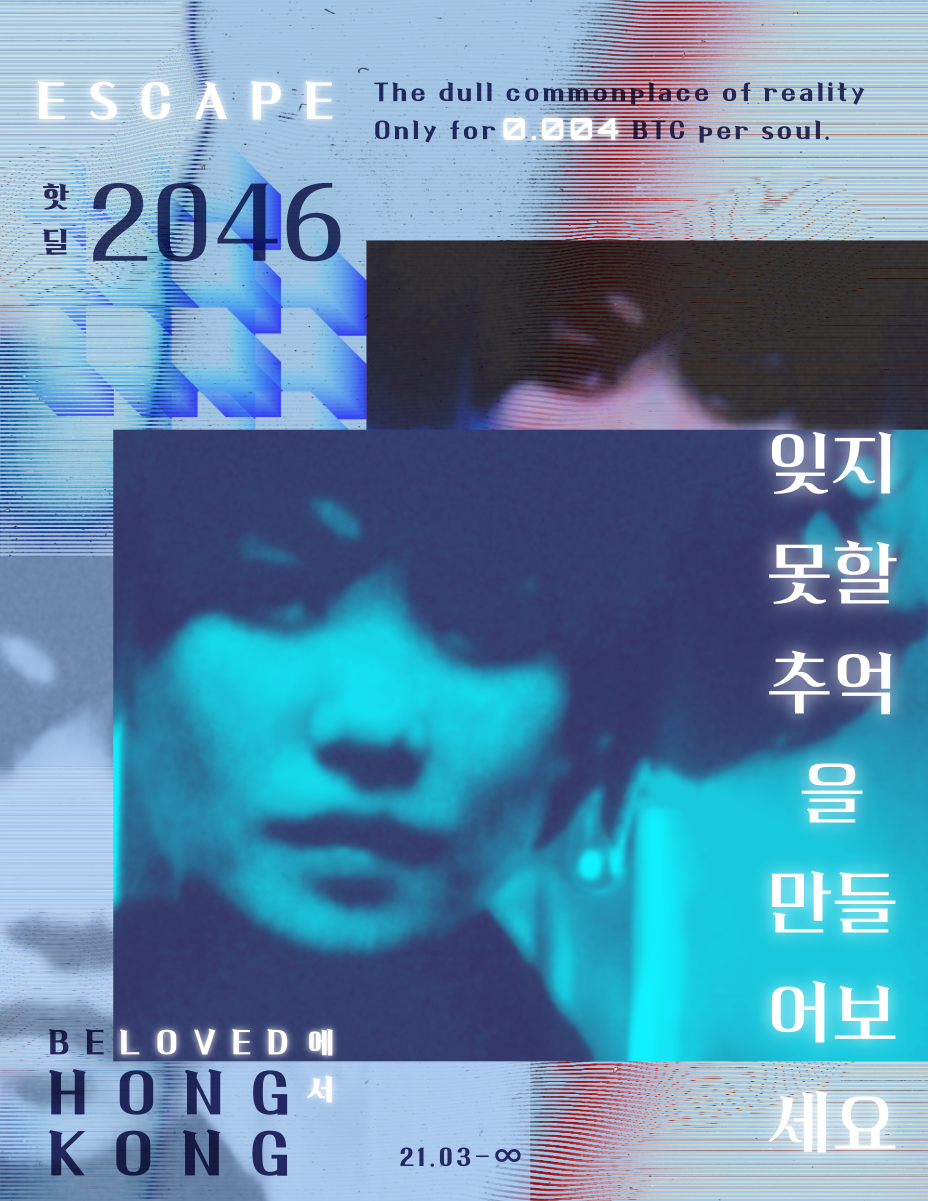 ESCAPE
The dull commonplace of reality
Only for 0.004 BTC per soul.
핫
딜
2046
잊지
못할
추억
을
만들
어보
세요
BELOVED에
서
HONG
KONG
21.03–∞